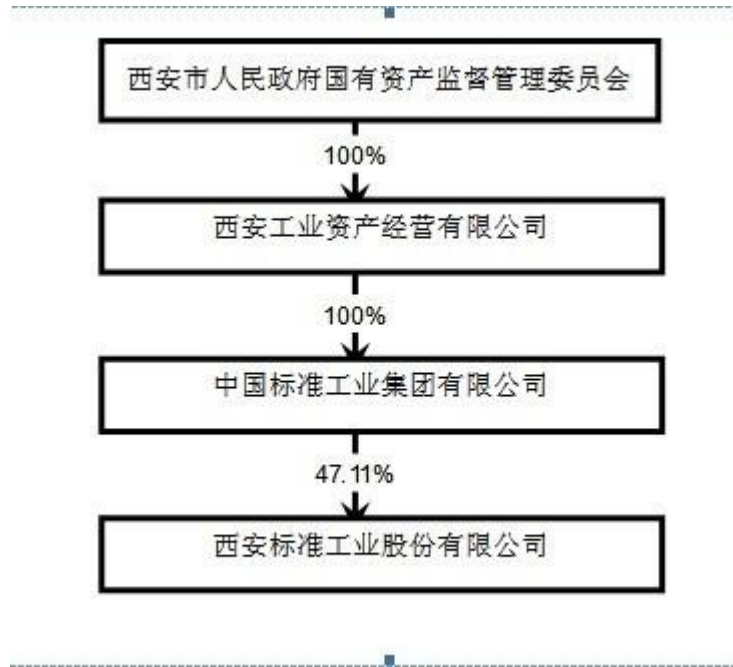 西安市人民政府国有资产监督管理委员会
100%
西安工业资产经营有限公司
100%
中国标准工业集团有限公司
47.11%
西安标准工业股份有限公司